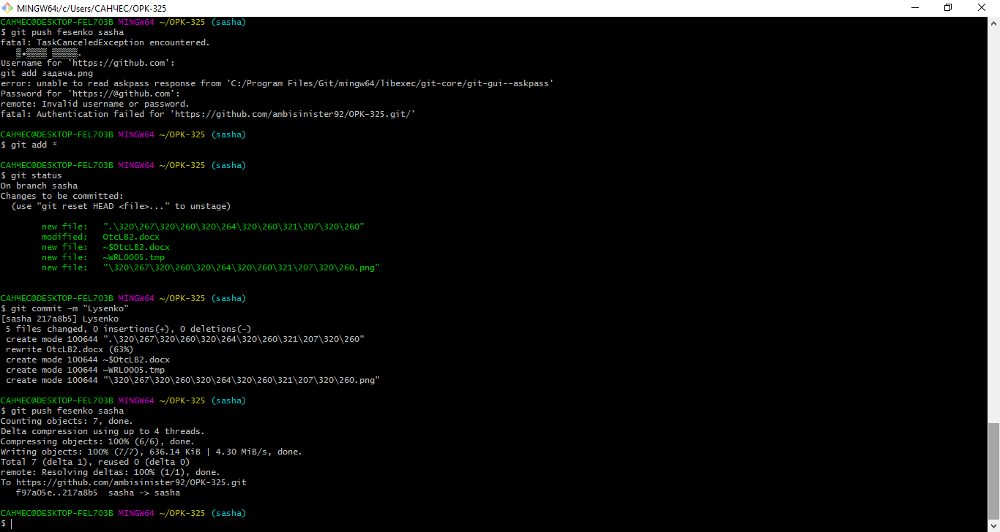 MINGW64:/c/Users/САНЧЕС/OPK-325
САНЧЕС@DESKTOP-FEL7O3B MINGW64 ~/OPK-325 (sasha)
$ git push fesenko sasha
fatal: TaskCanceledException encountered.
Username for 'https://github.com':
git add задача.png
error: unable to read askpass response from 'C:/Program Files/Git/mingw64/libexec/git-core/git-gui--askpass'
Password for 'https://@github.com':
remote: Invalid username or password.
fatal: Authentication failed for 'https://github.com/ambisinister92/OPK-325.git/'
САНЧЕС@DESKTOP-FEL7O3B MINGW64 ~/OPK-325 (sasha)
$ git add *
САНЧЕС@DESKTOP-FEL7O3B MINGW64 ~/OPK-325 (sasha)
$ git status
On branch sasha
Changes to be committed:
(use "git reset HEAD <file>..." to unstage)
new file: ".\320\267\320\260\320\264\320\260\321\207\320\260"
modified: OtcLB2.docx
new file: ~$OtcLB2.docx
new file: ~WRL0005.tmp
new file: "\320\267\320\260\320\264\320\260\321\207\320\260.png"
САНЧЕС@DESKTOP-FEL7O3B MINGW64 ~/OPK-325 (sasha)
$ git commit -m "Lysenko"
[sasha 217a8b5] Lysenko
5 files changed, 0 insertions(+), 0 deletions(-)
create mode 100644 ".\320\267\320\260\320\264\320\260\321\207\320\260"
rewrite OtcLB2.docx (63%)
create mode 100644 ~$OtcLB2.docx
create mode 100644 ~WRL0005.tmp
create mode 100644 "\320\267\320\260\320\264\320\260\321\207\320\260.png"
САНЧЕС@DESKTOP-FEL7O3B MINGW64 ~/OPK-325 (sasha)
$ git push fesenko sasha
Counting objects: 7, done.
Delta compression using up to 4 threads.
Compressing objects: 100% (6/6), done.
Writing objects: 100% (7/7), 636.14 KiB | 4.30 MiB/s, done.
Total 7 (delta 1), reused 0 (delta 0)
remote: Resolving deltas: 100% (1/1), done.
To https://github.com/ambisinister92/OPK-325.git
f97a05e..217a8b5 sasha -> sasha
САНЧЕС@DESKTOP-FEL7O3B MINGW64 ~/OPK-325 (sasha)
$